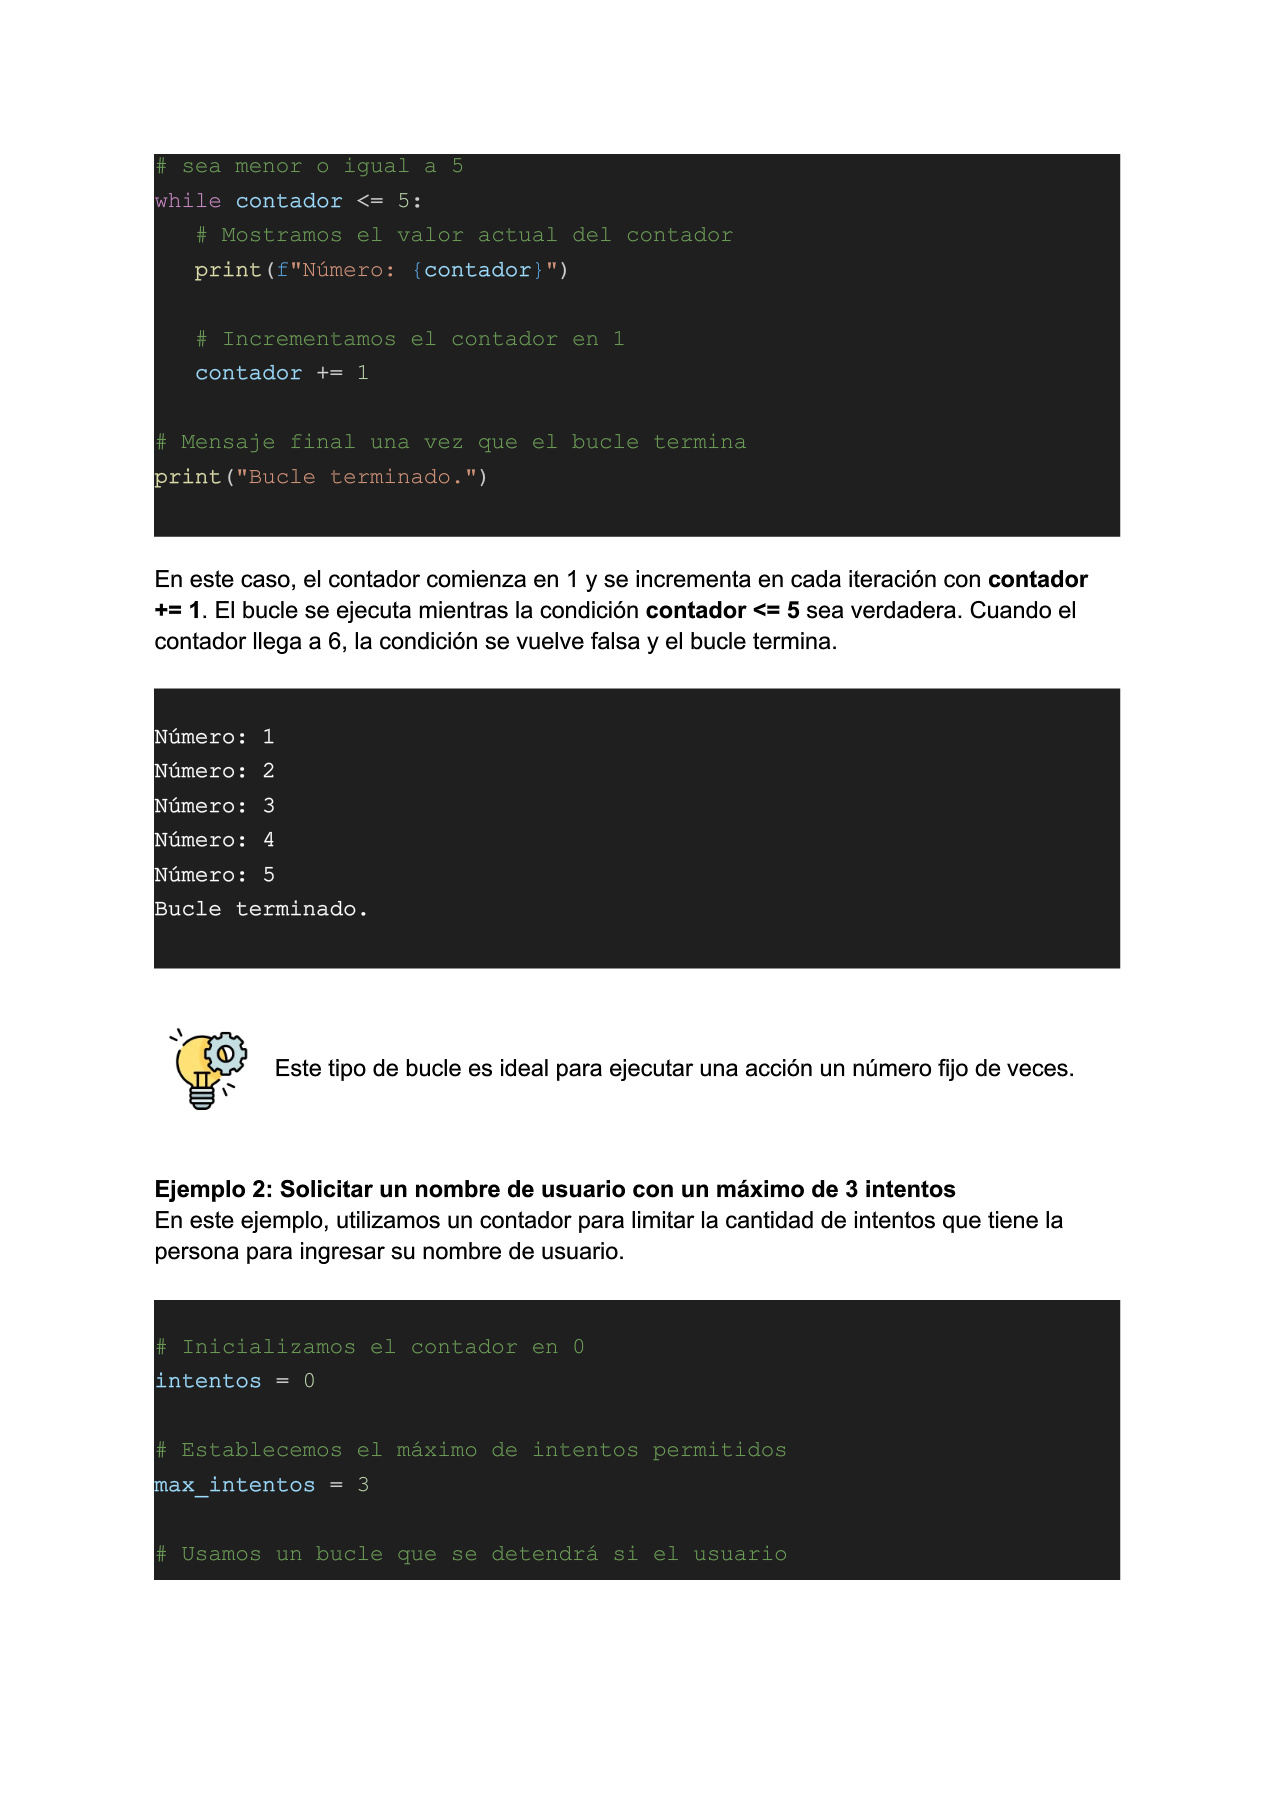 # sea menor o igual a 5
while contador <= 5:
   # Mostramos el valor actual del contador
   print(f"Número: {contador}")
   # Incrementamos el contador en 1
   contador += 1
# Mensaje final una vez que el bucle termina
print("Bucle terminado.")
En este caso, el contador comienza en 1 y se incrementa en cada iteración con contador
+= 1. El bucle se ejecuta mientras la condición contador <= 5 sea verdadera. Cuando el
contador llega a 6, la condición se vuelve falsa y el bucle termina.
Número: 1
Número: 2
Número: 3
Número: 4
Número: 5
Bucle terminado.
Este tipo de bucle es ideal para ejecutar una acción un número fijo de veces.
Ejemplo 2: Solicitar un nombre de usuario con un máximo de 3 intentos
En este ejemplo, utilizamos un contador para limitar la cantidad de intentos que tiene la
persona para ingresar su nombre de usuario.
# Inicializamos el contador en 0
intentos = 0
# Establecemos el máximo de intentos permitidos
max_intentos = 3
# Usamos un bucle que se detendrá si el usuario